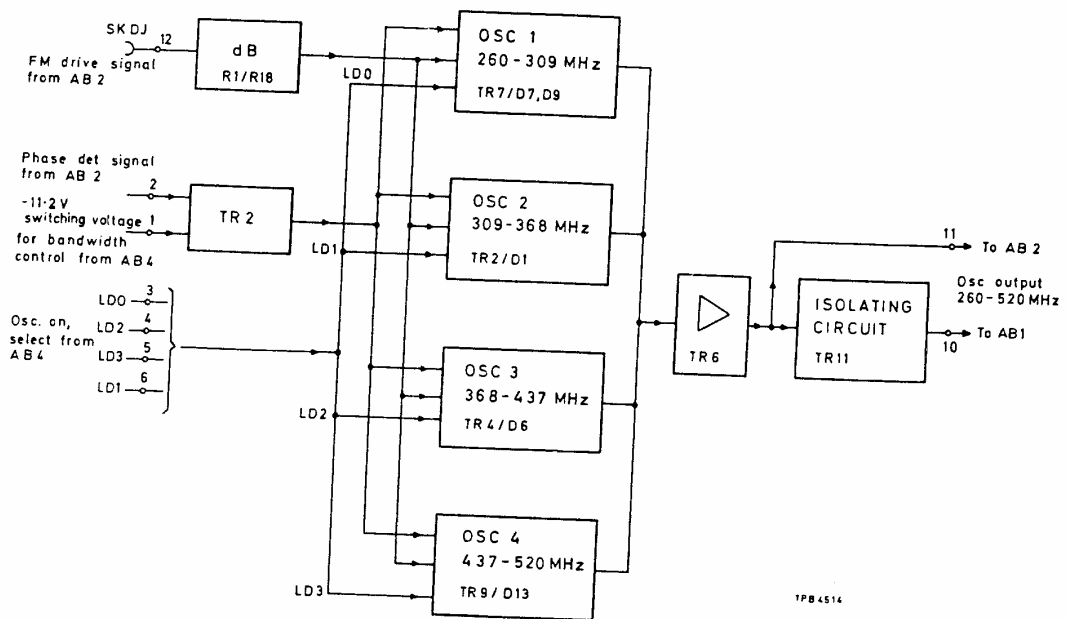 SKDJ
12
FM drive signal
from AB2
dB
R1/R18
Phase det signal
from AB 2
2
-11·2 V
switching voltage
1
for bandwidth
control from AB4
TR 2
Osc. on,
select from
AB4
LD0 3
LD2 4
LD3 5
LD1 6
LD0
OSC 1
260-309 MHz
TR7/D7, D9
LD1
OSC 2
309-368 MHz
TR2/D1
LD2
OSC 3
368-437 MHz
TR4/D6
LD3
OSC 4
437-520 MHz
TR9/D13
TR6
11
To AB 2
Osc output
260-520 MHz
ISOLATING
CIRCUIT
TR11
To AB1
10
TPB 4514